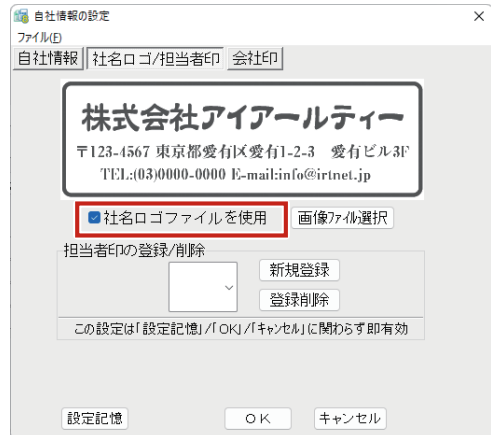 自社情報の設定
ファイル(F)
自社情報 社名ロゴ/担当者印 会社印
株式会社アイアールティー
〒123-4567 東京都愛有区愛有1-2-3 愛有ビル3F
TEL:(03)0000-0000 E-mail:info@irtnet.jp
社名ロゴファイルを使用 画像ファイル選択
担当者印の登録/削除
新規登録
登録削除
この設定は「設定記憶」/「OK」/「キャンセル」に関わらず即有効
設定記憶 OK キャンセル